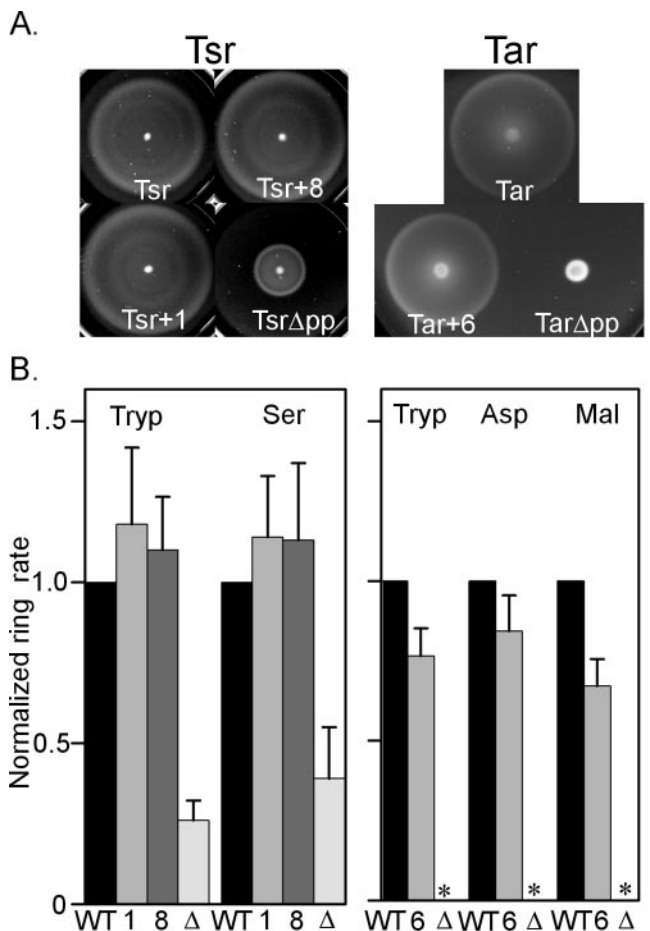 A.
Tsr Tar
Tsr Tsr+8 Tar
Tsr+1 TsrΔpp Tar+6 TarΔpp
B.
1.5 Tryp Ser Tryp Asp Mal
1.0
0.5
0
Normalized ring rate
WT 1 8 Δ WT 1 8 Δ WT 6 Δ WT 6 Δ WT 6 Δ
* * *